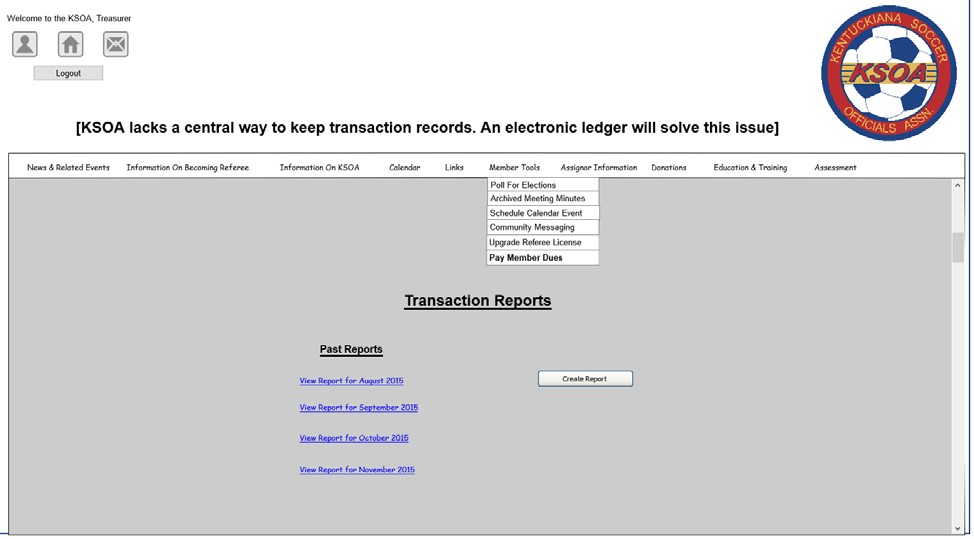 Welcome to the KSOA, Treasurer
Logout
KENTUCKIANA SOCCER
KSOA
OFFICIALS ASSN.
[KSOA lacks a central way to keep transaction records. An electronic ledger will solve this issue]
News & Related Events Information On Becoming Referee Information On KSOA Calendar Links Member Tools Assignor Information Donations Education & Training Assessment
Poll For Elections
Archived Meeting Minutes
Schedule Calendar Event
Community Messaging
Upgrade Referee License
Pay Member Dues
Transaction Reports
Past Reports
View Report for August 2015
Create Report
View Report for September 2015
View Report for October 2015
View Report for November 2015